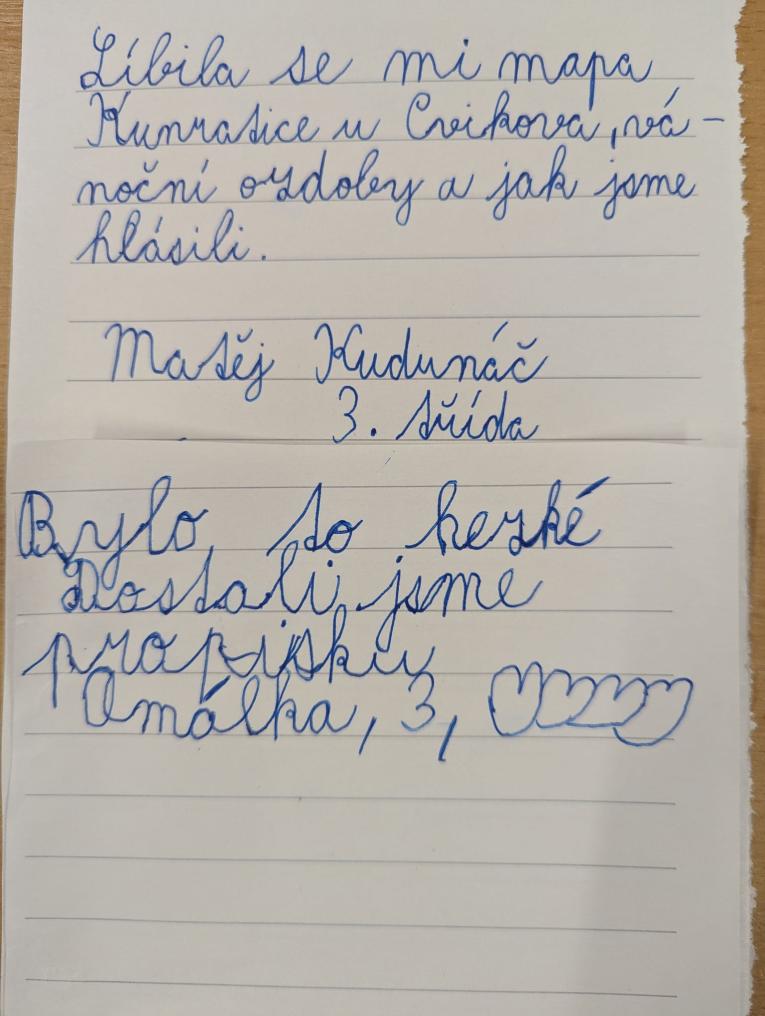 Líbila se mi mapa
Kunratice u Cvikova, vá-
noční ozdoby a jak jsme
hlásili.
Matěj Kudunáč
3. třída
Bylo to hezké
Dostali jsme
propisku
Amálka, 3,